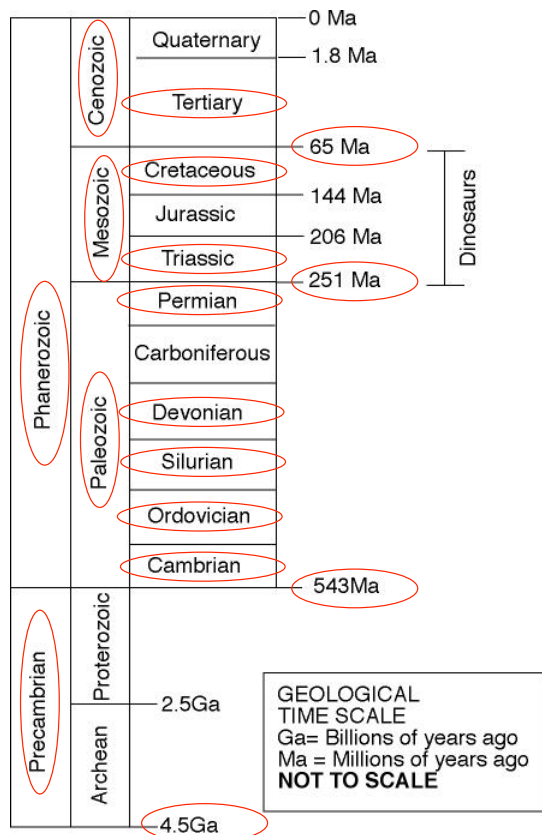 0 Ma
Quaternary
1.8 Ma
Cenozoic
Tertiary
65 Ma
Cretaceous
144 Ma
Mesozoic
Jurassic
206 Ma
Dinosaurs
Triassic
251 Ma
Permian
Phanerozoic
Carboniferous
Paleozoic
Devonian
Silurian
Ordovician
Cambrian
543Ma
Precambrian
Proterozoic
2.5Ga
Archean
4.5Ga
GEOLOGICAL
TIME SCALE
Ga= Billions of years ago
Ma = Millions of years ago
NOT TO SCALE